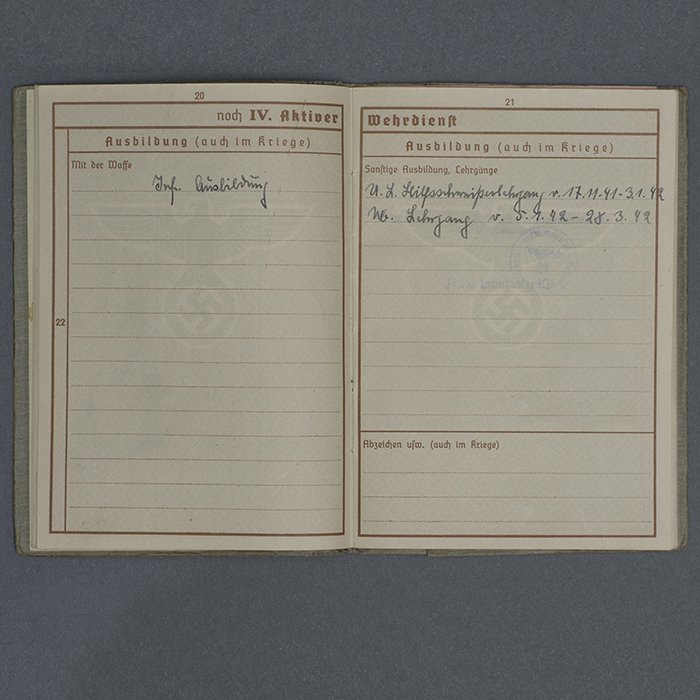 20
noch IV. Aktiver
Ausbildung (auch im Kriege)
Mit der Waffe
Inf. Ausbildung
22
21
Wehrdienst
Ausbildung (auch im Kriege)
Sonstige Ausbildung, Lehrgänge
Hilfsschweißerlehrgang v. 17.11.41-3.1.42
Lehrgang v. 5.1.42 - 28.3.42
Abzeichen usw. (auch im Kriege)